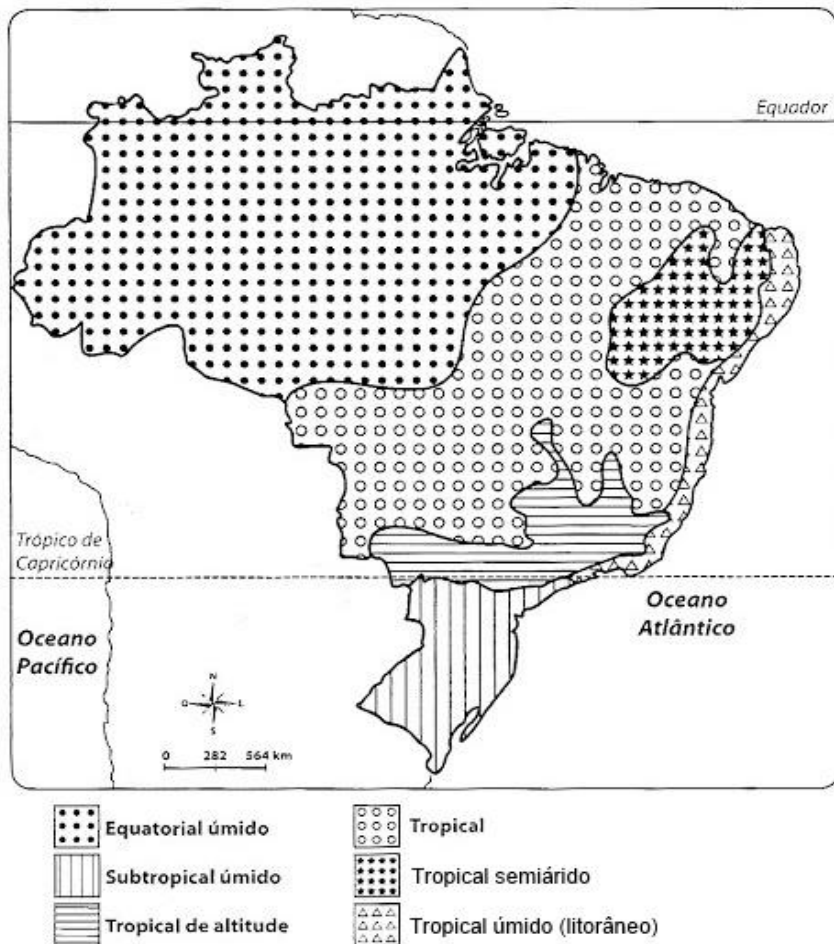 Equador
Trópico de
Capricórnio
Oceano
Pacífico
Oceano
Atlântico
N
O
L
S
0 282 564 km
Equatorial úmido
Tropical
Subtropical úmido
Tropical semiárido
Tropical de altitude
Tropical úmido (litorâneo)